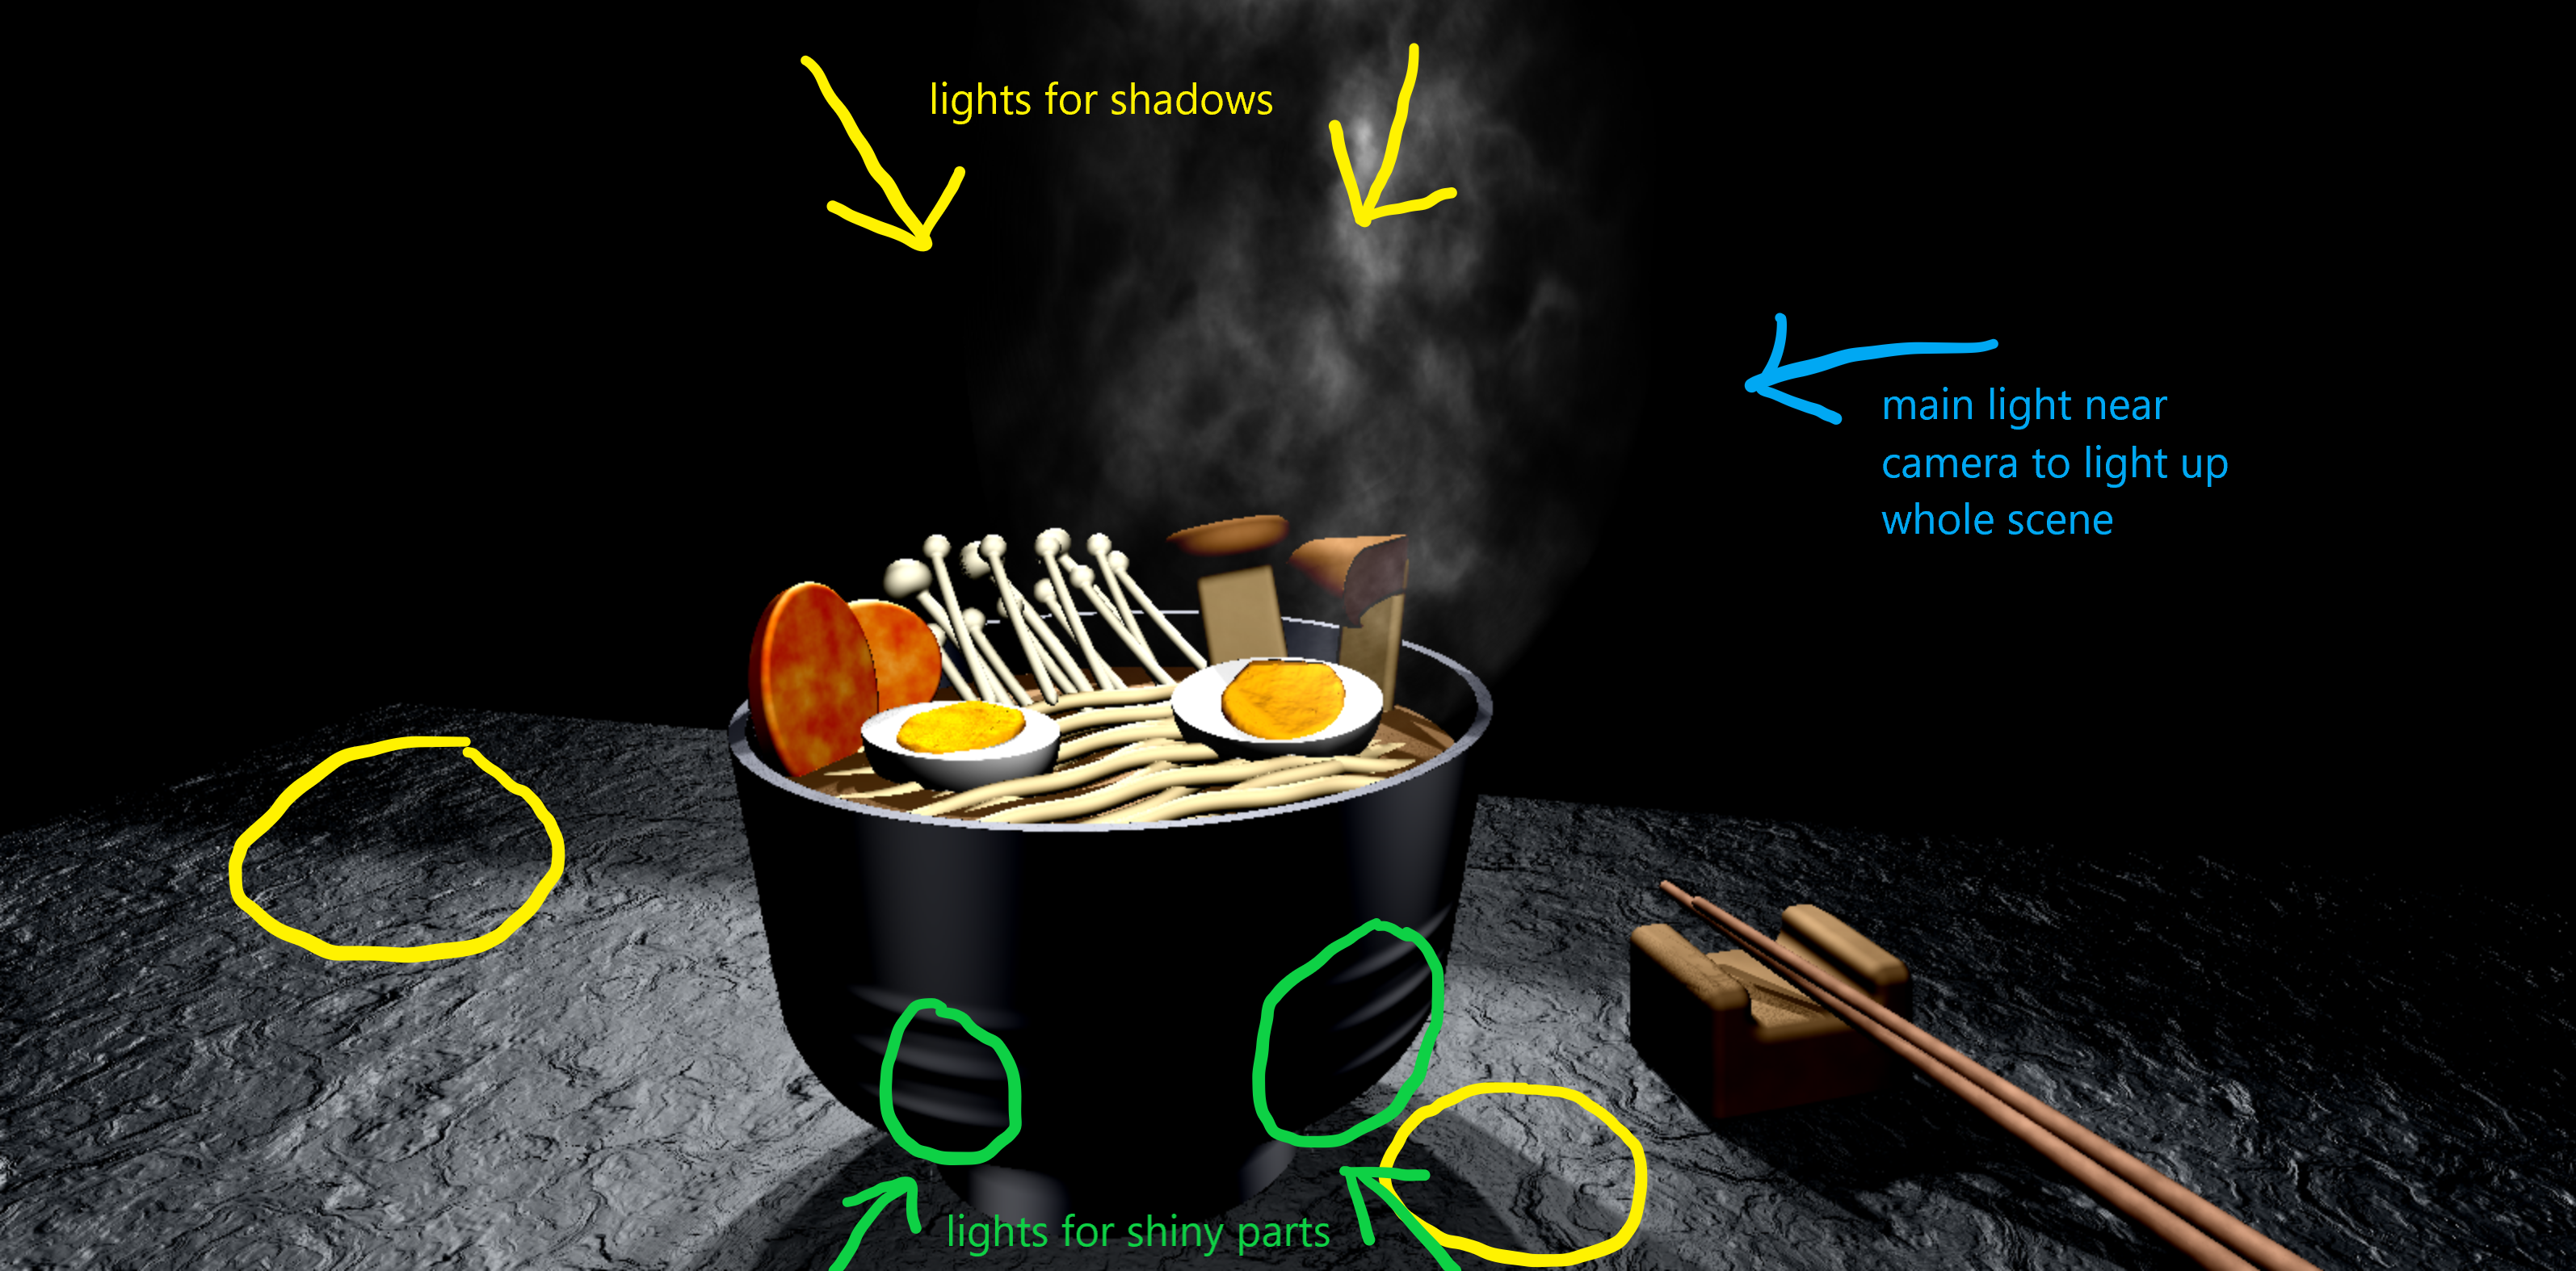 lights for shadows
main light near
camera to light up
whole scene
lights for shiny parts